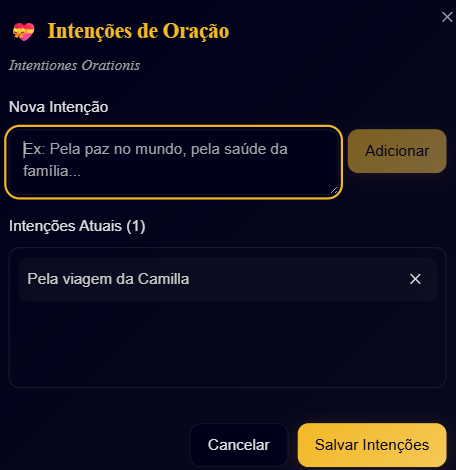 Intenções de Oração
Intentiones Orationis
Nova Intenção
Ex: Pela paz no mundo, pela saúde da
família...
Adicionar
Intenções Atuais (1)
Pela viagem da Camilla
Cancelar
Salvar Intenções